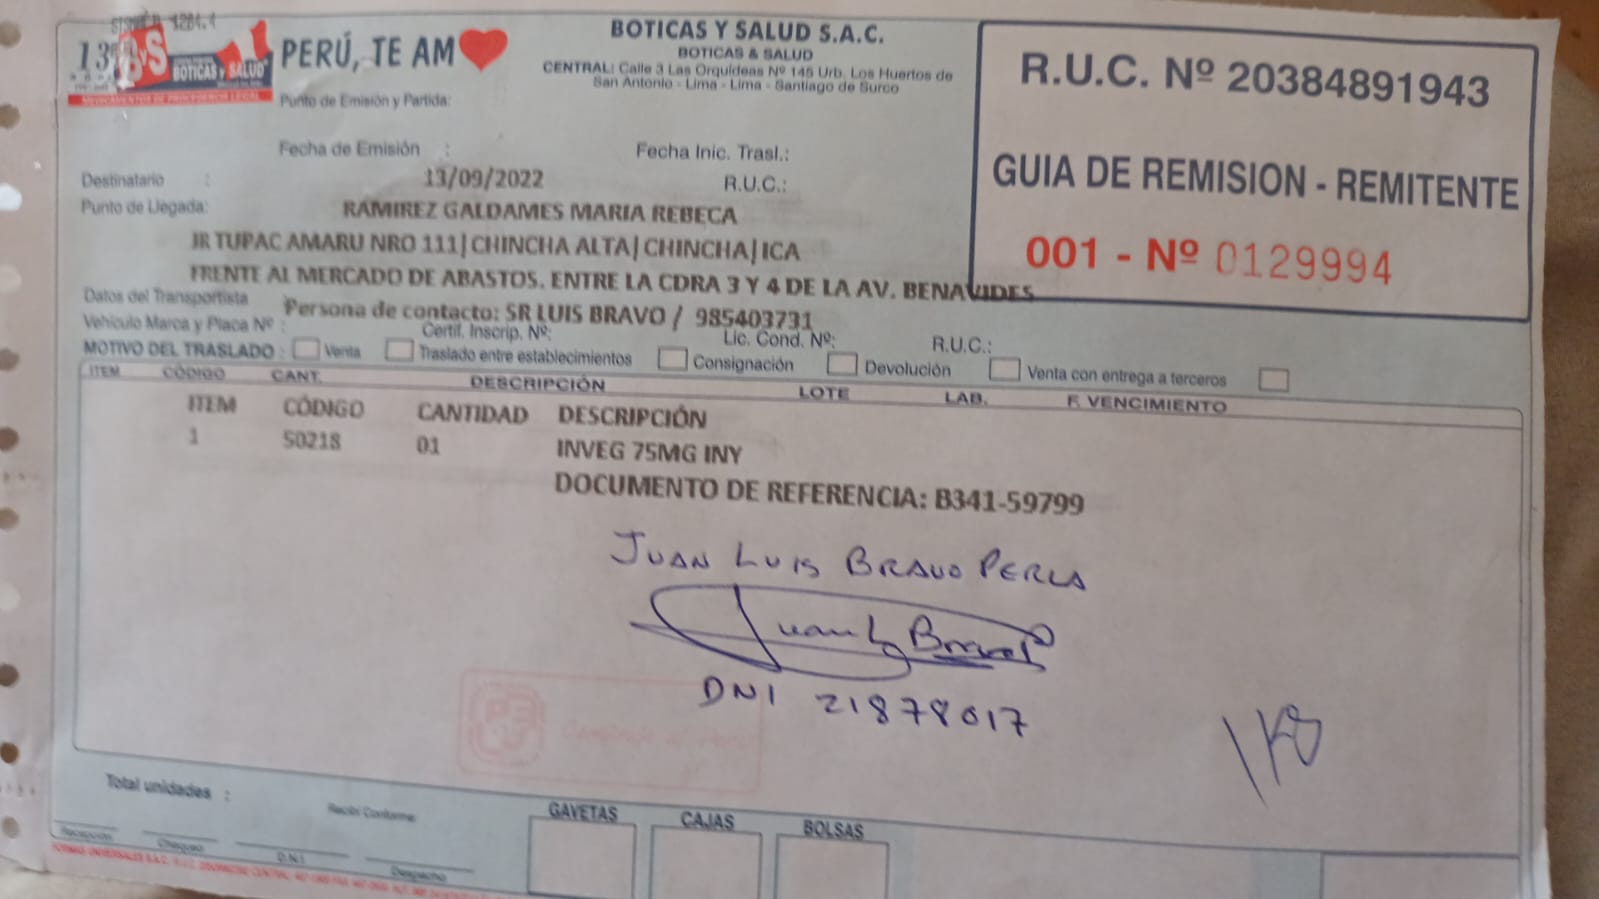 BOTICAS Y SALUD
PERÚ, TE AM
BOTICAS Y SALUD S.A.C.
BOTICAS & SALUD
CENTRAL: Calle 3 Las Orquideas Nº 145 Urb. Los Huertos de
San Antonio - Lima - Lima - Santiago de Surco
R.U.C. Nº 20384891943
GUIA DE REMISION - REMITENTE
001 - Nº 0129994
Punto de Emisión y Partida:
Fecha de Emisión :
Fecha Inic. Trasl.:
Destinatario : 13/09/2022 R.U.C.:
Punto de Llegada: RAMIREZ GALDAMES MARIA REBECA
JR TUPAC AMARU NRO 111| CHINCHA ALTA| CHINCHA| ICA
FRENTE AL MERCADO DE ABASTOS. ENTRE LA CDRA 3 Y 4 DE LA AV. BENAVIDES
Datos del Transportista Persona de contacto: SR LUIS BRAVO / 985403731
Vehículo Marca y Placa Nº : Certif. Inscrip. Nº: Lic. Cond. Nº: R.U.C.:
MOTIVO DEL TRASLADO : Venta Traslado entre establecimientos Consignación Devolución Venta con entrega a terceros
ITEM CÓDIGO CANT. DESCRIPCIÓN LOTE LAB. F. VENCIMIENTO
ITEM CÓDIGO CANTIDAD DESCRIPCIÓN
1 50218 01 INVEG 75MG INY
DOCUMENTO DE REFERENCIA: B341-59799
JUAN LUIS BRAVO PERLA
Juan L Bravo
DNI 21878017
Total unidades :
Recibí Conforme
GAVETAS CAJAS BOLSAS
Recepción Chequeo D.N.I. Despacho